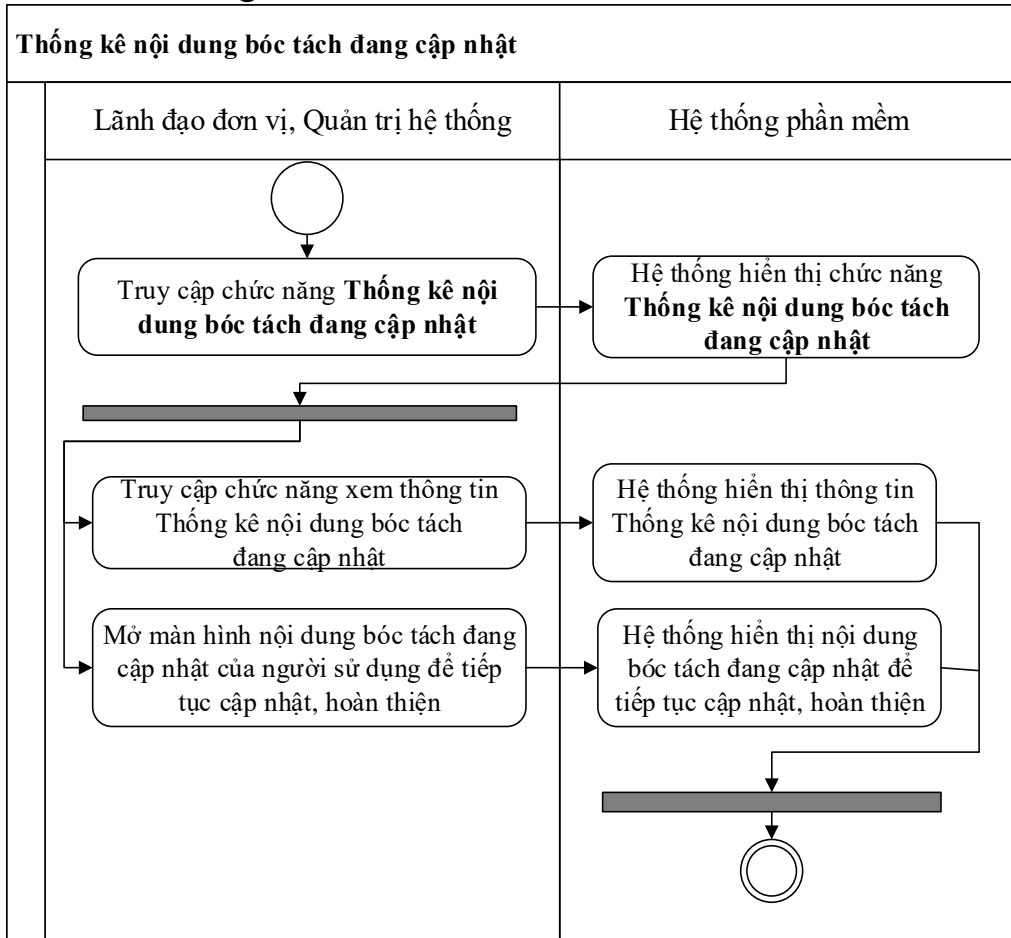 Thống kê nội dung bóc tách đang cập nhật
Lãnh đạo đơn vị, Quản trị hệ thống
Hệ thống phần mềm
Truy cập chức năng Thống kê nội
dung bóc tách đang cập nhật
Hệ thống hiển thị chức năng
Thống kê nội dung bóc tách
đang cập nhật
Truy cập chức năng xem thông tin
Thống kê nội dung bóc tách
đang cập nhật
Hệ thống hiển thị thông tin
Thống kê nội dung bóc tách
đang cập nhật
Mở màn hình nội dung bóc tách đang
cập nhật của người sử dụng để tiếp
tục cập nhật, hoàn thiện
Hệ thống hiển thị nội dung
bóc tách đang cập nhật để
tiếp tục cập nhật, hoàn thiện